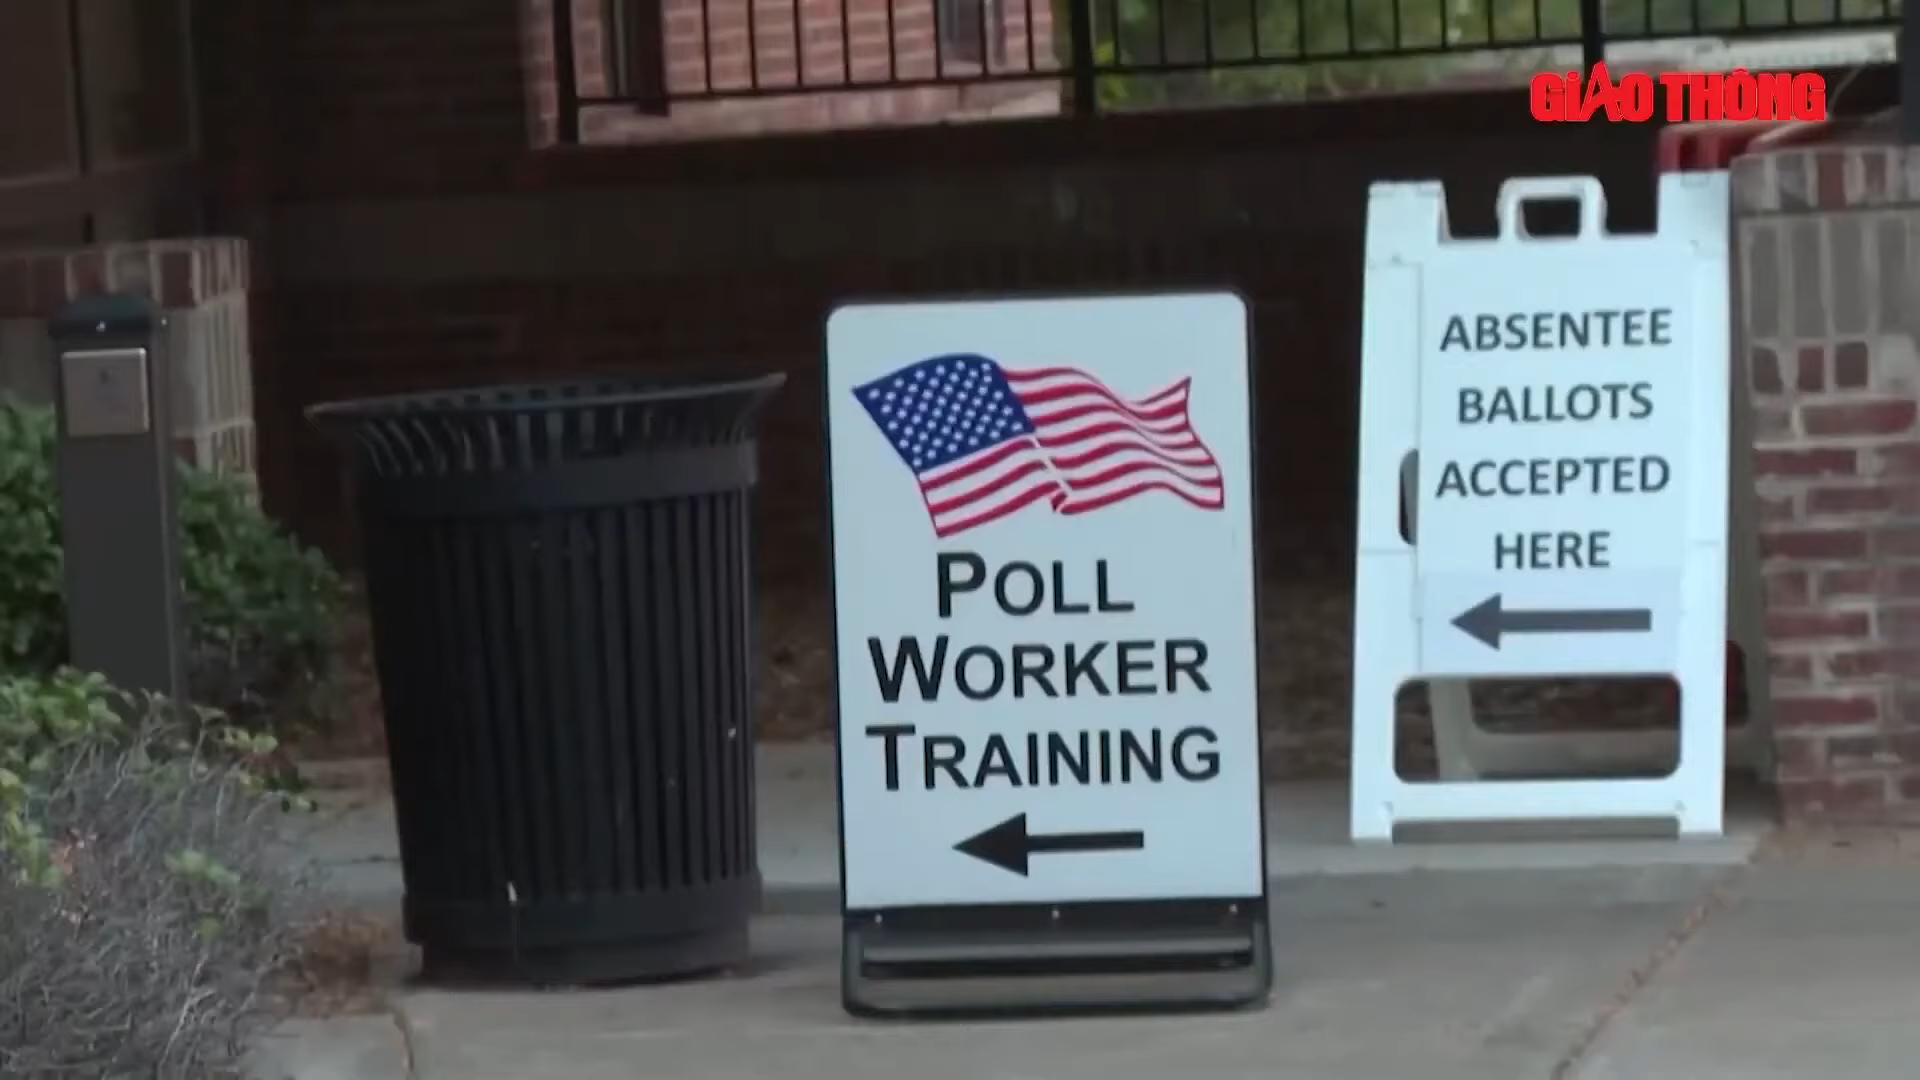 GIAO THÔNG
POLL
WORKER
TRAINING
ABSENTEE
BALLOTS
ACCEPTED
HERE